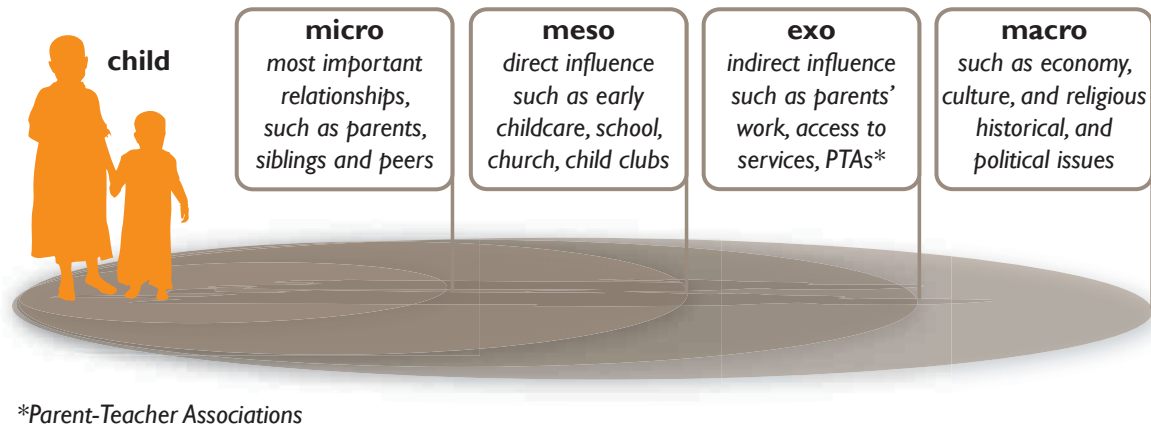 child
micro
most important
relationships,
such as parents,
siblings and peers
meso
direct influence
such as early
childcare, school,
church, child clubs
exo
indirect influence
such as parents'
work, access to
services, PTAs*
macro
such as economy,
culture, and religious
historical, and
political issues
*Parent-Teacher Associations